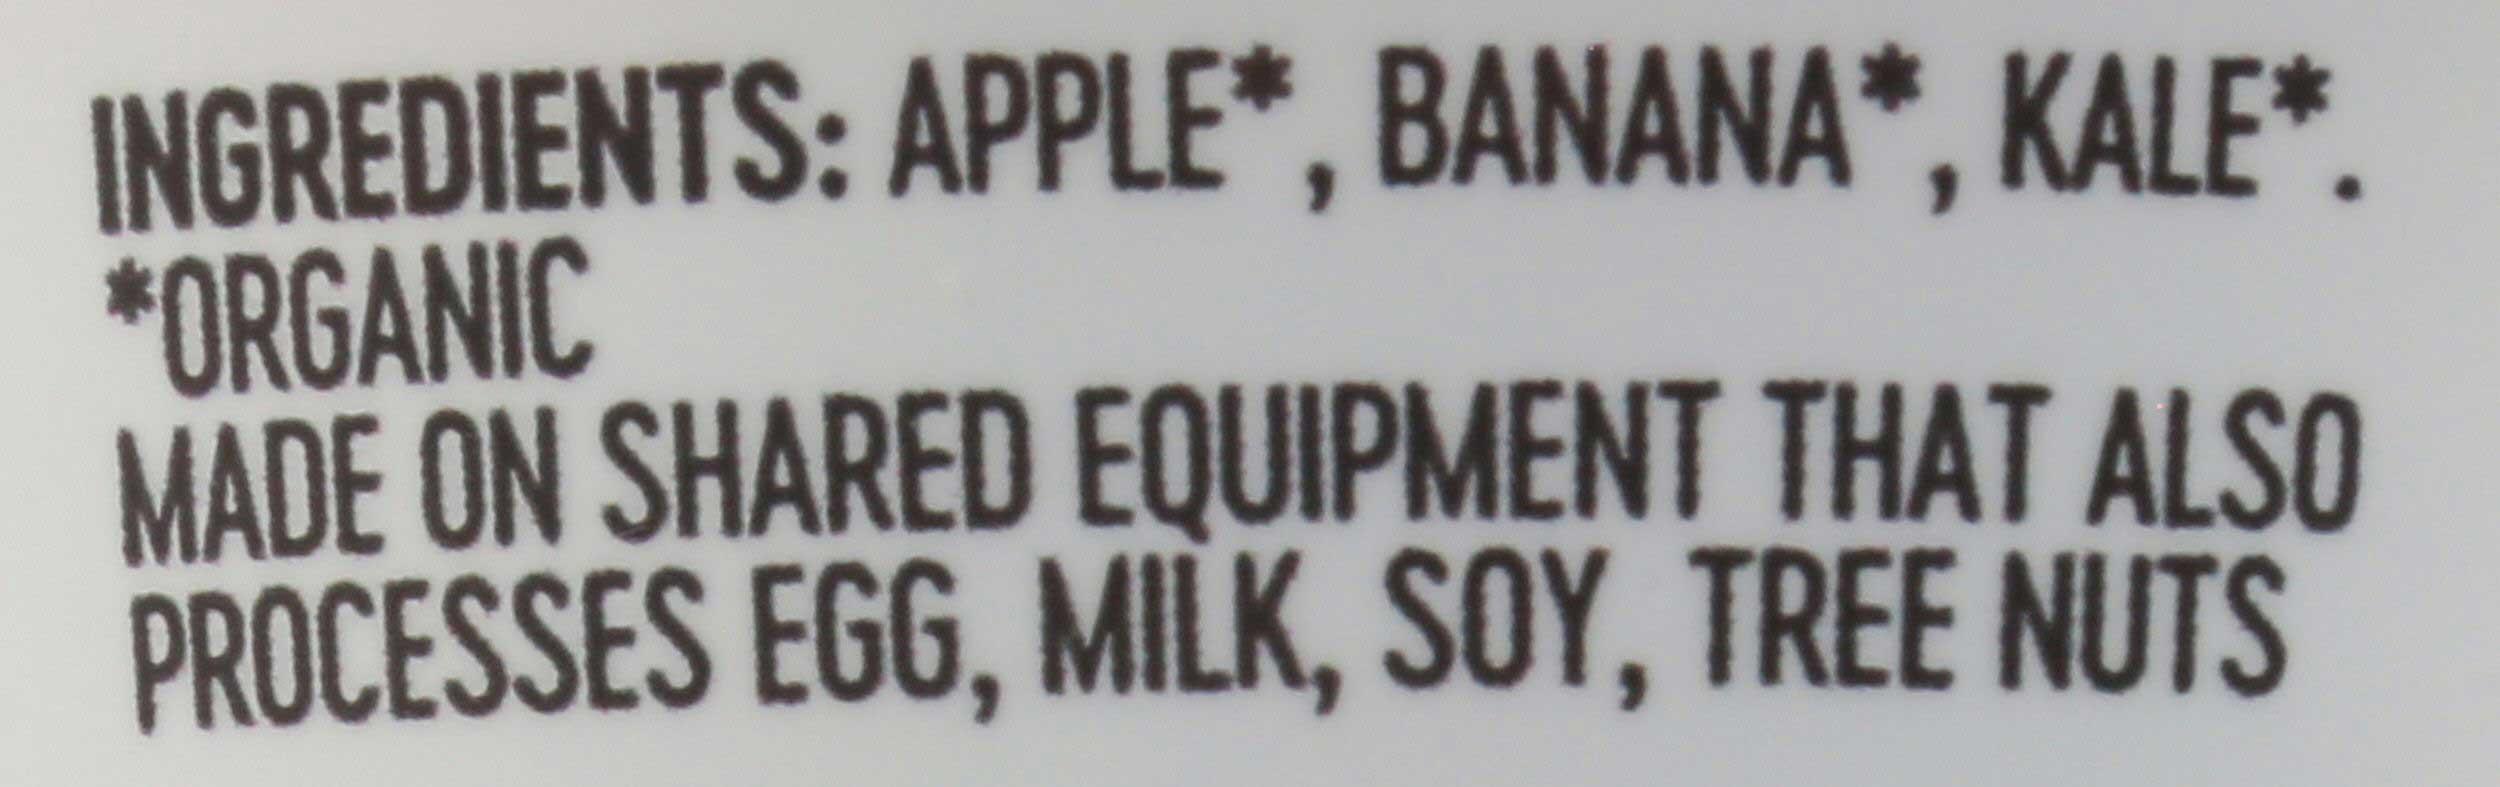 INGREDIENTS: APPLE*, BANANA*, KALE*.
*ORGANIC
MADE ON SHARED EQUIPMENT THAT ALSO
PROCESSES EGG, MILK, SOY, TREE NUTS